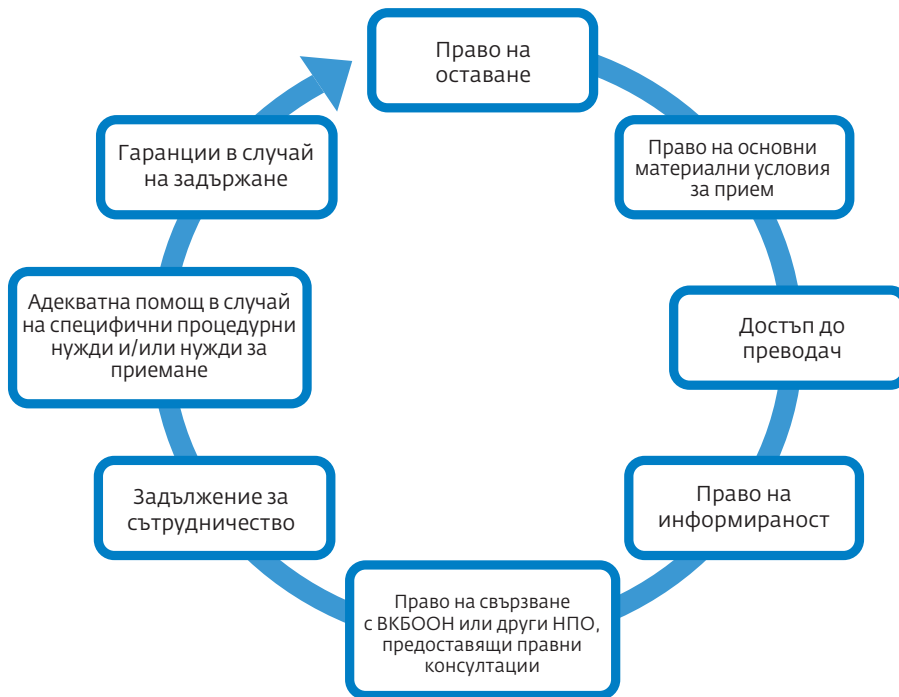 Право на
оставане
Право на основни
материални условия
за прием
Достъп до
преводач
Право на
информираност
Право на свързване
с ВКБООН или други НПО,
предоставящи правни
консултации
Задължение за
сътрудничество
Адекватна помощ в случай
на специфични процедурни
нужди и/или нужди за
приемане
Гаранции в случай
на задържане